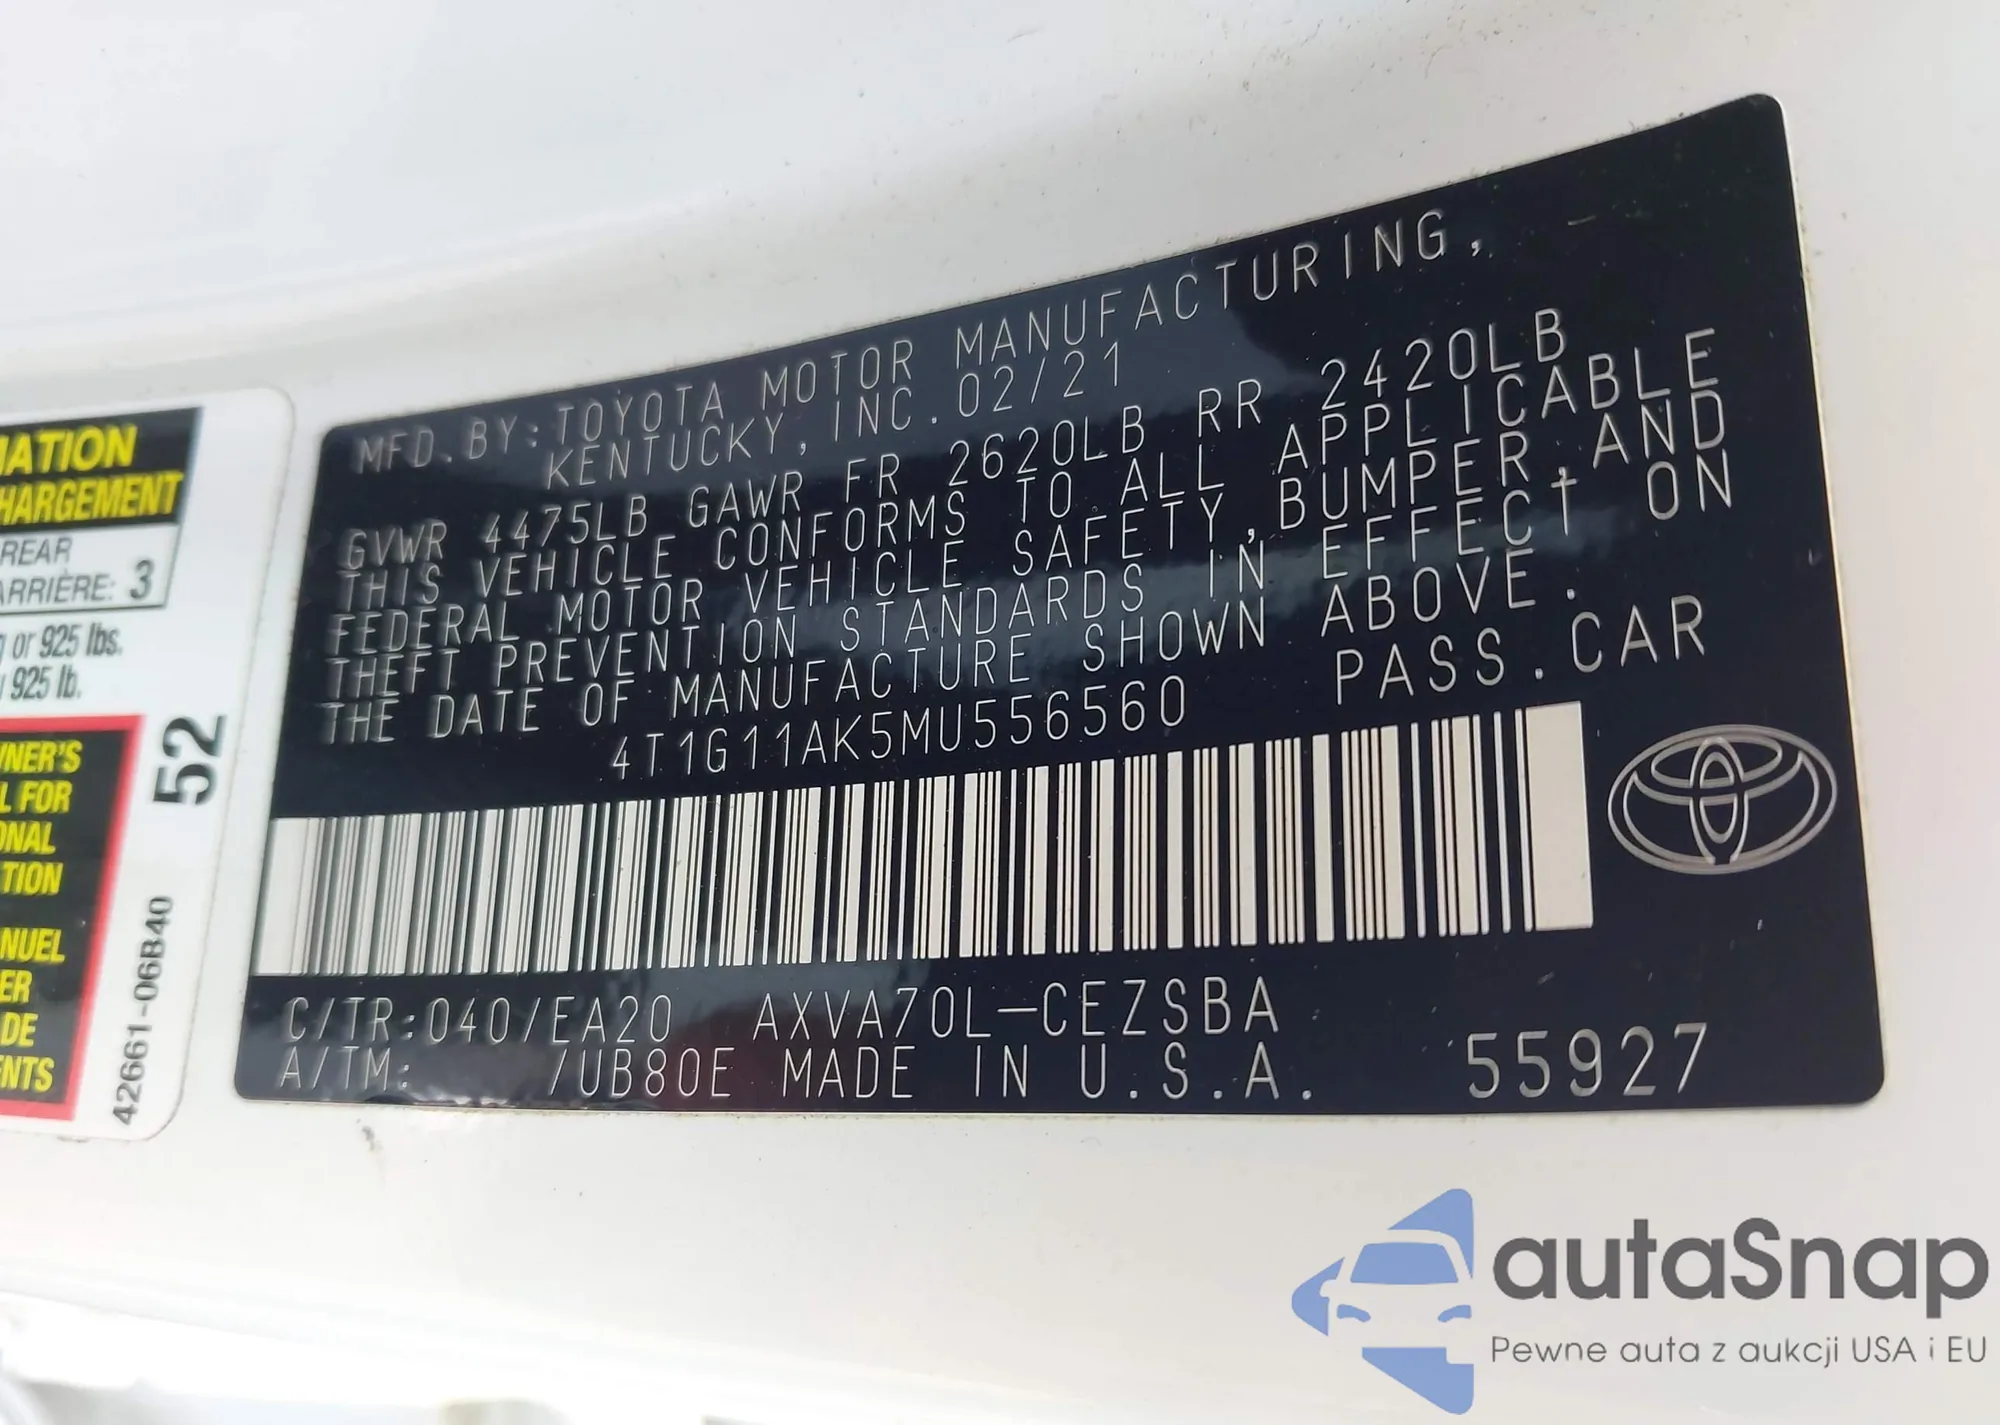 MFD.BY:TOYOTA MOTOR MANUFACTURING,
KENTUCKY, INC. 02/21
GVWR 4475LB GAWR FR 2620LB RR 2420LB
THIS VEHICLE CONFORMS TO ALL APPLICABLE
FEDERAL MOTOR VEHICLE SAFETY,BUMPER,AND
THEFT PREVENTION STANDARDS IN EFFECT ON
THE DATE OF MANUFACTURE SHOWN ABOVE.
4T1G11AK5MU556560 PASS.CAR
C/TR:040/EA20 AXVA70L-CEZSBA
A/TM: /UB80E MADE IN U.S.A. 55927
REAR
ARRIÈRE: 3
or 925 lbs.
925 lb.
52
L FOR
DE
42661-06B40
autaSnap
Pewne auta z aukcji USA i EU